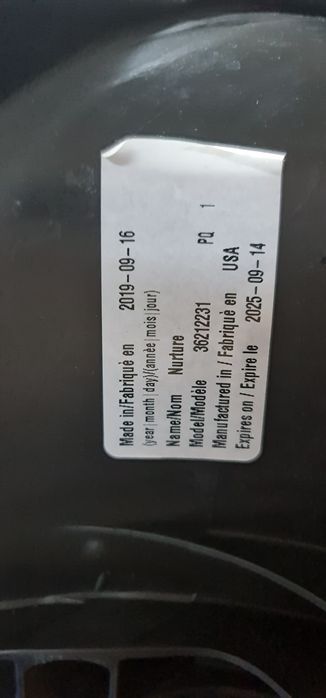 Made in/Fabriqué en 2019-09-16
(year|month|day)/(année|mois|jour)
Name/Nom Nurture
Model/Modèle 36212231 PQ 1
Manufactured in / Fabriqué en USA
Expires on / Expire le 2025-09-14